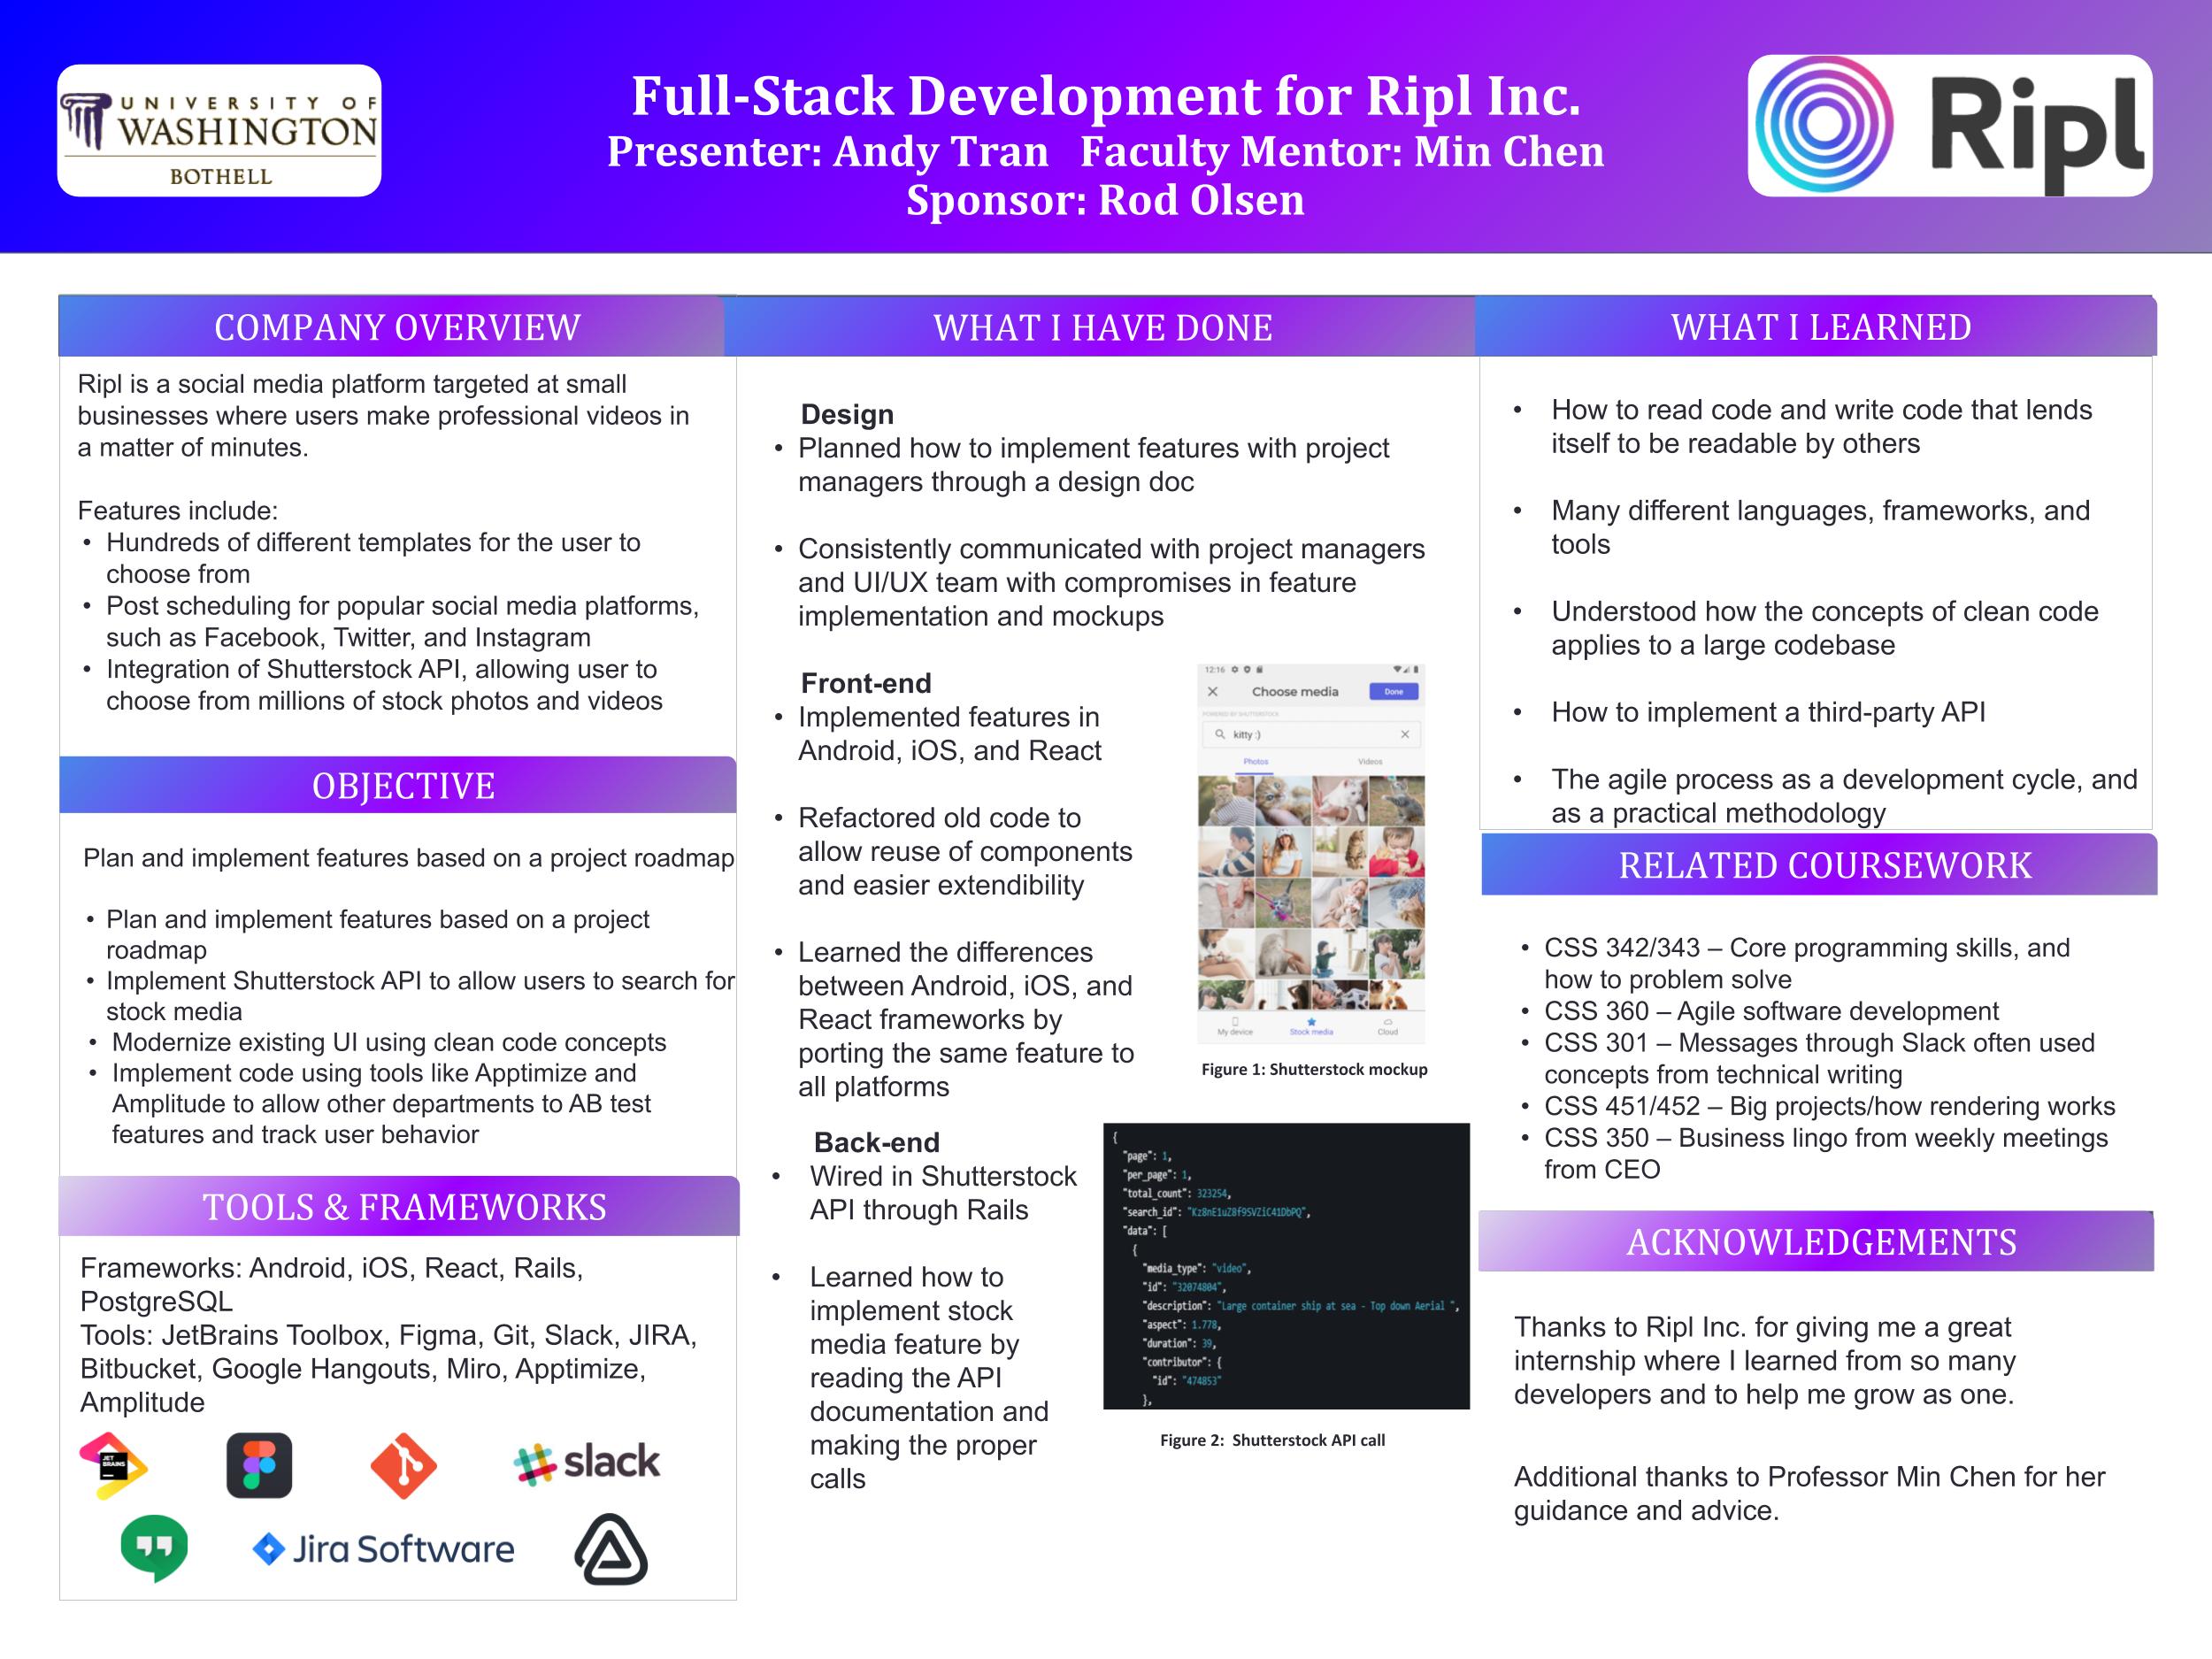 UNIVERSITY OF
WASHINGTON
BOTHELL
Full-Stack Development for Ripl Inc.
Presenter: Andy Tran Faculty Mentor: Min Chen
Sponsor: Rod Olsen
Ripl
COMPANY OVERVIEW
Ripl is a social media platform targeted at small
businesses where users make professional videos in
a matter of minutes.
Features include:
• Hundreds of different templates for the user to
choose from
• Post scheduling for popular social media platforms,
such as Facebook, Twitter, and Instagram
• Integration of Shutterstock API, allowing user to
choose from millions of stock photos and videos
OBJECTIVE
Plan and implement features based on a project roadmap
• Plan and implement features based on a project
roadmap
• Implement Shutterstock API to allow users to search for
stock media
• Modernize existing UI using clean code concepts
• Implement code using tools like Apptimize and
Amplitude to allow other departments to AB test
features and track user behavior
TOOLS & FRAMEWORKS
Frameworks: Android, iOS, React, Rails,
PostgreSQL
Tools: JetBrains Toolbox, Figma, Git, Slack, JIRA,
Bitbucket, Google Hangouts, Miro, Apptimize,
Amplitude
JET
BRAINS
slack
Jira Software
WHAT I HAVE DONE
Design
• Planned how to implement features with project
managers through a design doc
• Consistently communicated with project managers
and UI/UX team with compromises in feature
implementation and mockups
Front-end
• Implemented features in
Android, iOS, and React
• Refactored old code to
allow reuse of components
and easier extendibility
• Learned the differences
between Android, iOS, and
React frameworks by
porting the same feature to
all platforms
12:16
Choose media
Done
POWERED BY SHUTTERSTOCK
kitty :)
Photos Videos
My device Stock media Cloud
Figure 1: Shutterstock mockup
Back-end
• Wired in Shutterstock
API through Rails
• Learned how to
implement stock
media feature by
reading the API
documentation and
making the proper
calls
{
"page": 1,
"per_page": 1,
"total_count": 323254,
"search_id": "Kz8nE1uZ8f9SVZiC41DbPQ",
"data": [
{
"media_type": "video",
"id": "32074804",
"description": "Large container ship at sea - Top down Aerial ",
"aspect": 1.778,
"duration": 39,
"contributor": {
"id": "474853"
},
Figure 2: Shutterstock API call
WHAT I LEARNED
• How to read code and write code that lends
itself to be readable by others
• Many different languages, frameworks, and
tools
• Understood how the concepts of clean code
applies to a large codebase
• How to implement a third-party API
• The agile process as a development cycle, and
as a practical methodology
RELATED COURSEWORK
• CSS 342/343 – Core programming skills, and
how to problem solve
• CSS 360 – Agile software development
• CSS 301 – Messages through Slack often used
concepts from technical writing
• CSS 451/452 – Big projects/how rendering works
• CSS 350 – Business lingo from weekly meetings
from CEO
ACKNOWLEDGEMENTS
Thanks to Ripl Inc. for giving me a great
internship where I learned from so many
developers and to help me grow as one.
Additional thanks to Professor Min Chen for her
guidance and advice.